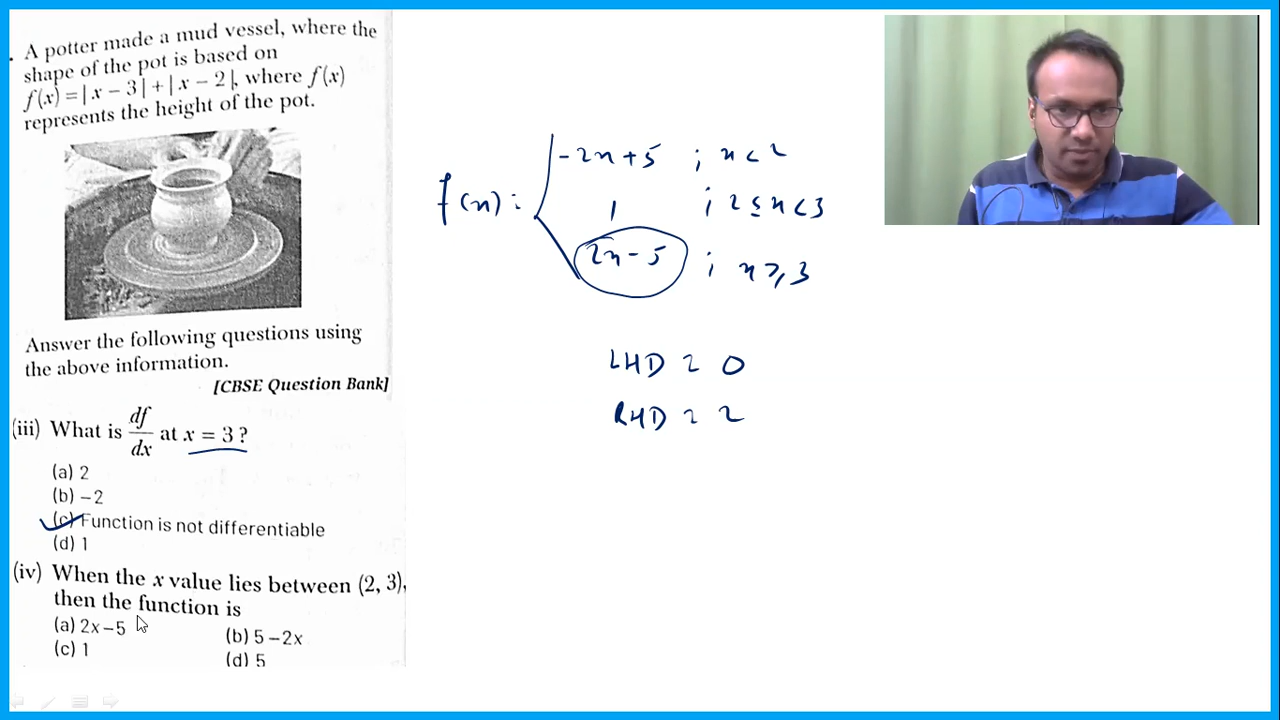 . A potter made a mud vessel, where the
shape of the pot is based on
f(x) = | x − 3 | + | x − 2 |, where f(x)
represents the height of the pot.
Answer the following questions using
the above information.
[CBSE Question Bank]
(iii) What is df/dx at x = 3 ?
(a) 2
(b) −2
(c) Function is not differentiable
(d) 1
(iv) When the x value lies between (2, 3),
then the function is
(a) 2x−5
(b) 5−2x
(c) 1
(d) 5
f(x) =
-2x+5 ; x < 2
1 ; 2 ≤ x < 3
2x-5 ; x ≥ 3
LHD = 0
RHD = 2